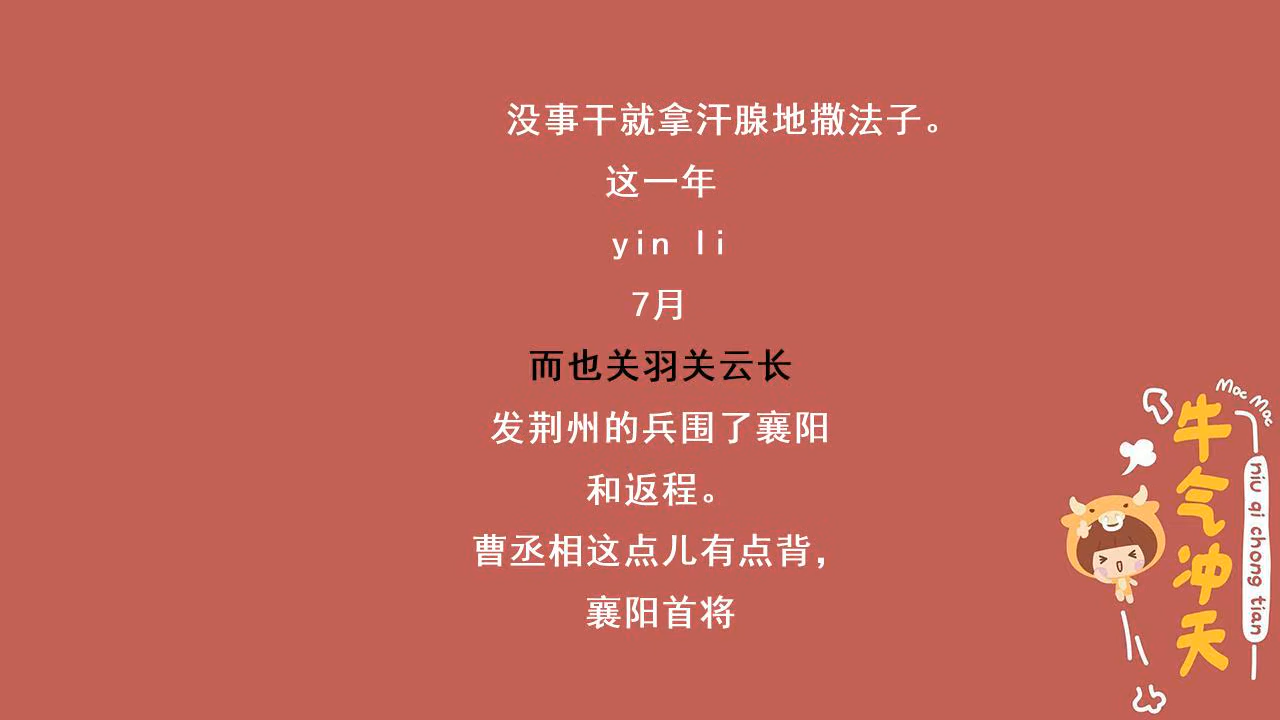 没事干就拿汗腺地撒法子。
这一年
yin li
7月
而也关羽关云长
发荆州的兵围了襄阳
和返程。
曹丞相这点儿有点背，
襄阳首将
Moc Moc
牛气冲天
niu qi chong tian